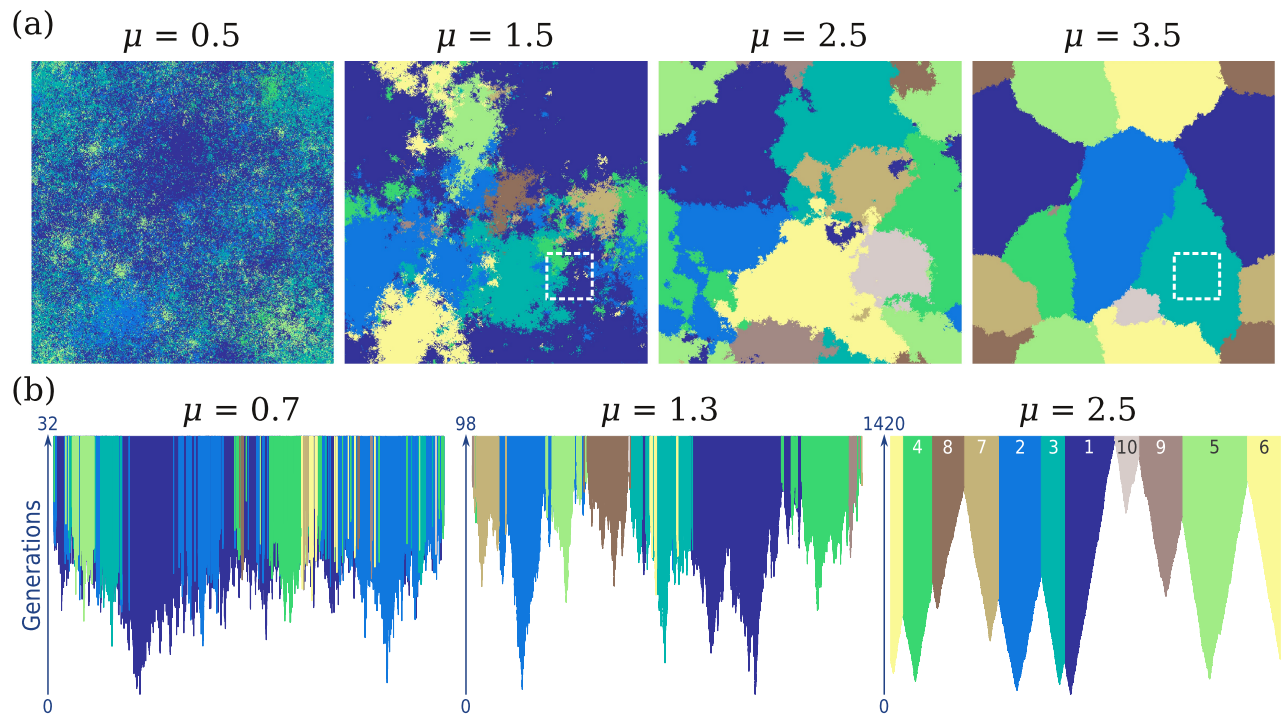 (a)
μ = 0.5
μ = 1.5
μ = 2.5
μ = 3.5
(b)
μ = 0.7
μ = 1.3
μ = 2.5
32
98
1420
4 8 7 2 3 1 10 9 5 6
Generations
0
0
0